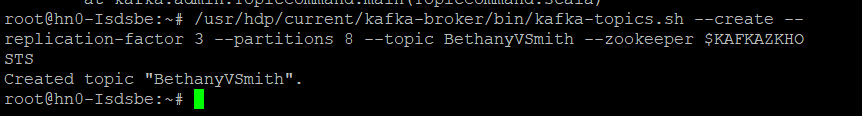 at kafka.admin.TopicCommand.main(TopicCommand.scala)
root@hn0-Isdsbe:~# /usr/hdp/current/kafka-broker/bin/kafka-topics.sh --create --
replication-factor 3 --partitions 8 --topic BethanyVSmith --zookeeper $KAFKAZKHO
STS
Created topic "BethanyVSmith".
root@hn0-Isdsbe:~#